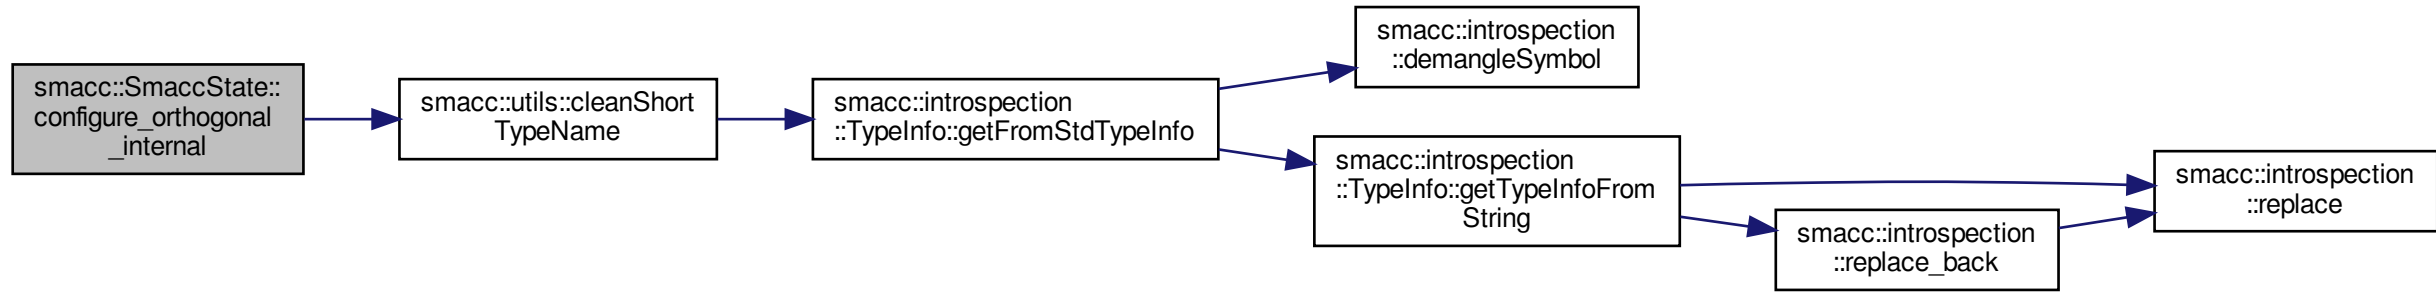 smacc::SmaccState::
configure_orthogonal
_internal
smacc::utils::cleanShort
TypeName
smacc::introspection
::TypeInfo::getFromStdTypeInfo
smacc::introspection
::demangleSymbol
smacc::introspection
::TypeInfo::getTypeInfoFrom
String
smacc::introspection
::replace_back
smacc::introspection
::replace